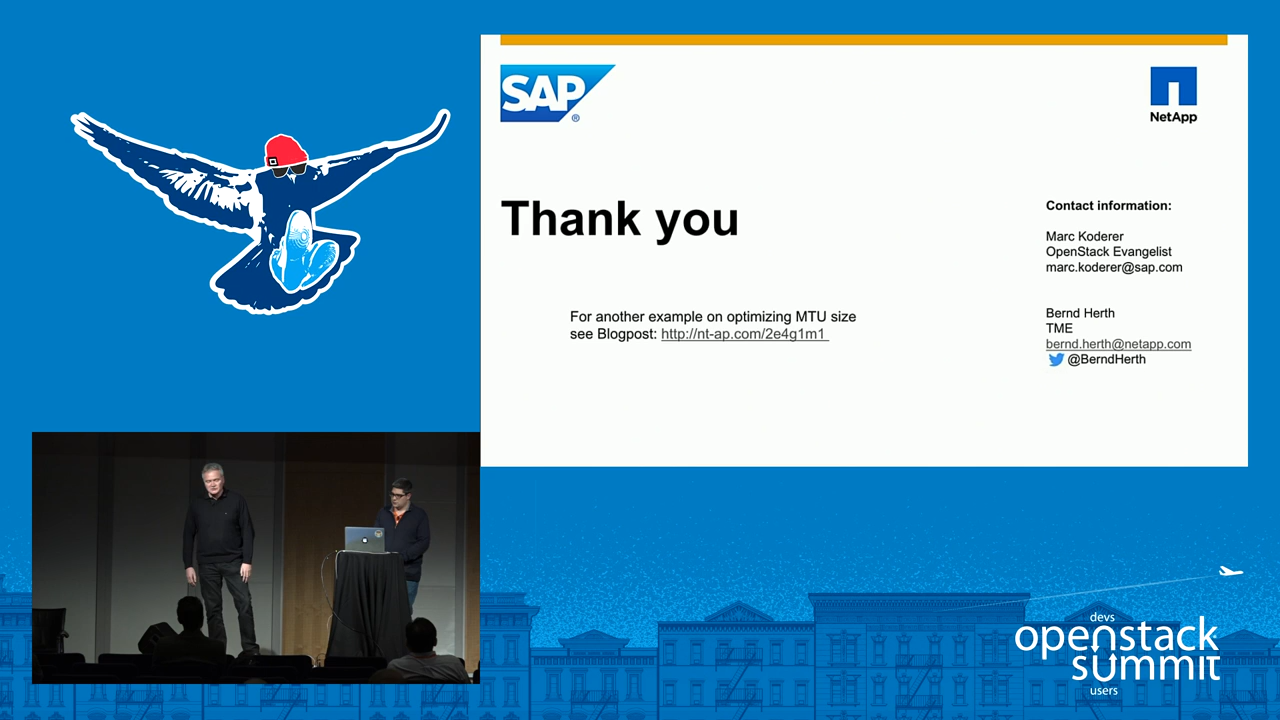 SAP
®
NetApp
Thank you
For another example on optimizing MTU size
see Blogpost: http://nt-ap.com/2e4g1m1
Contact information:
Marc Koderer
OpenStack Evangelist
marc.koderer@sap.com
Bernd Herth
TME
bernd.herth@netapp.com
@BerndHerth
devs
openstack
summit
users